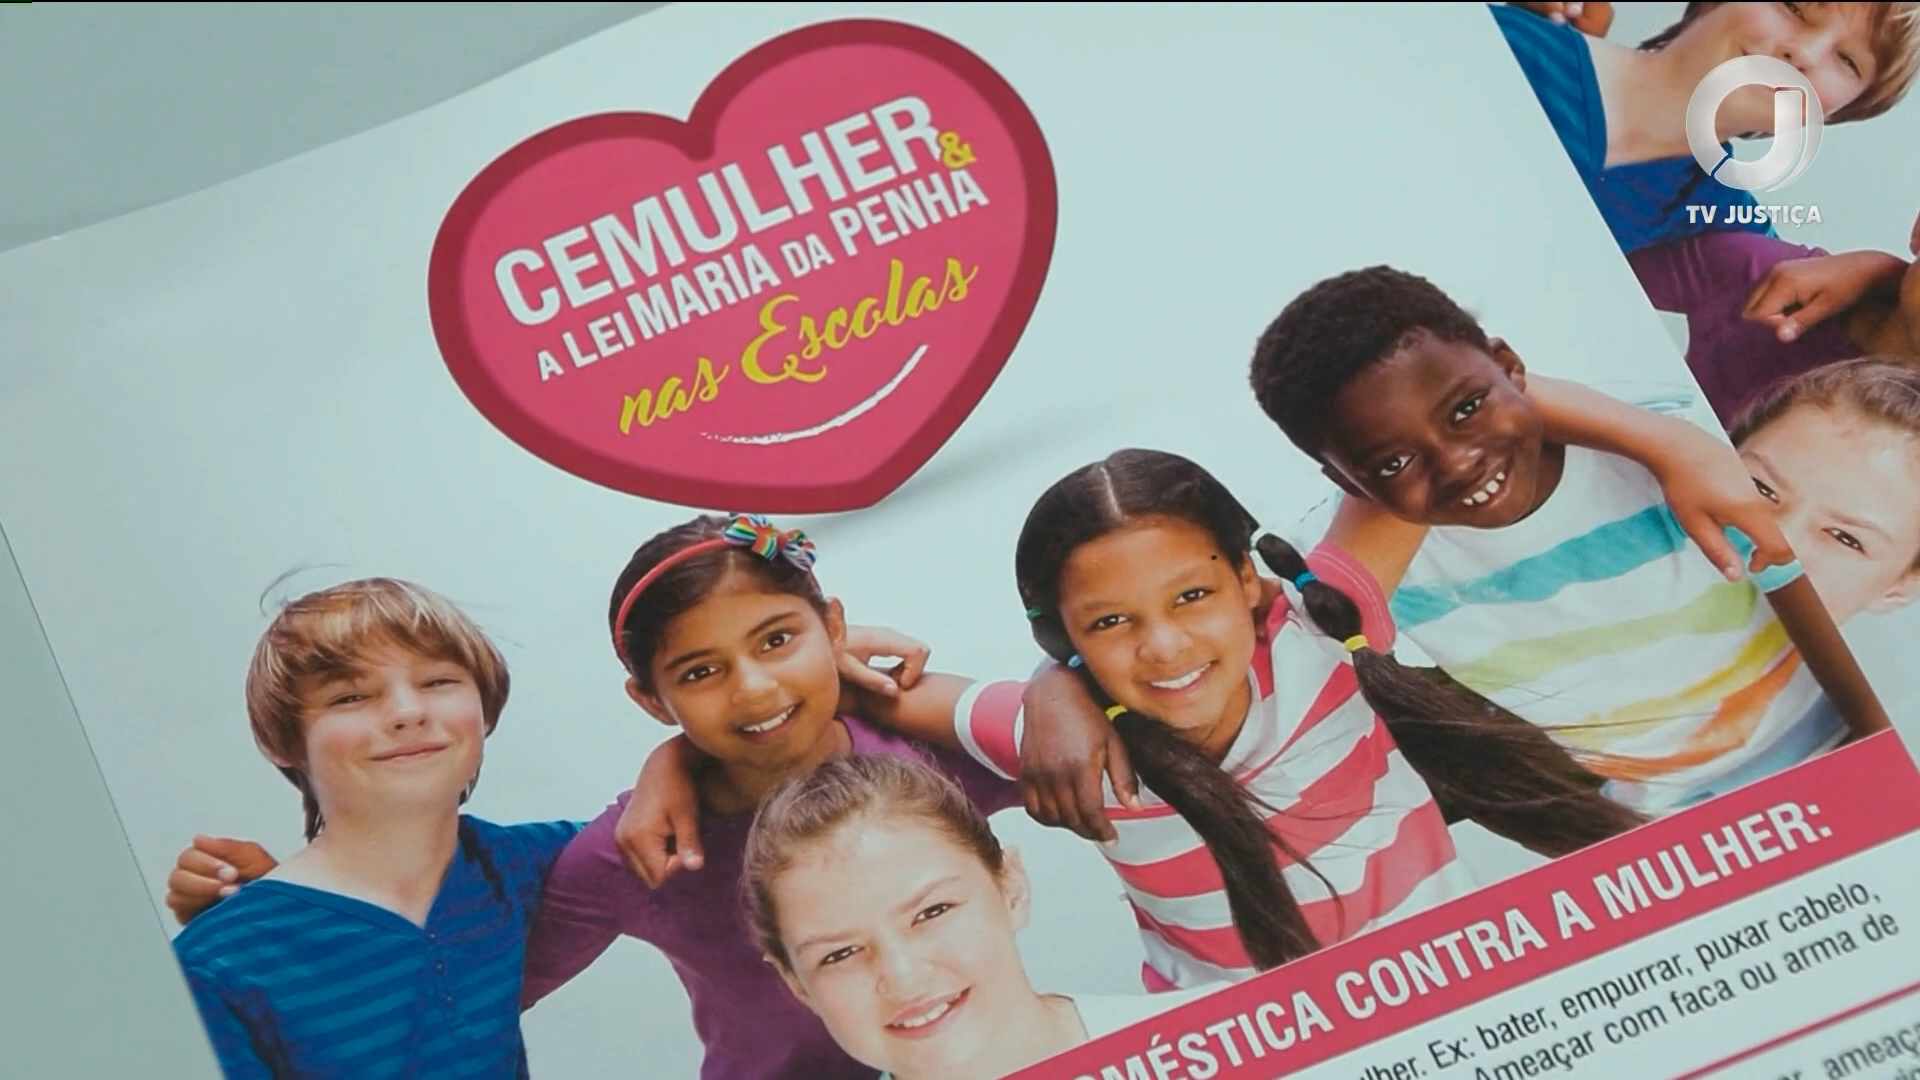 CEMULHER &
A LEI MARIA DA PENHA
nas Escolas
TV JUSTIÇA
CONTRA A MULHER:
Ex: bater, empurrar, puxar cabelo,
Ameaçar com faca ou arma de